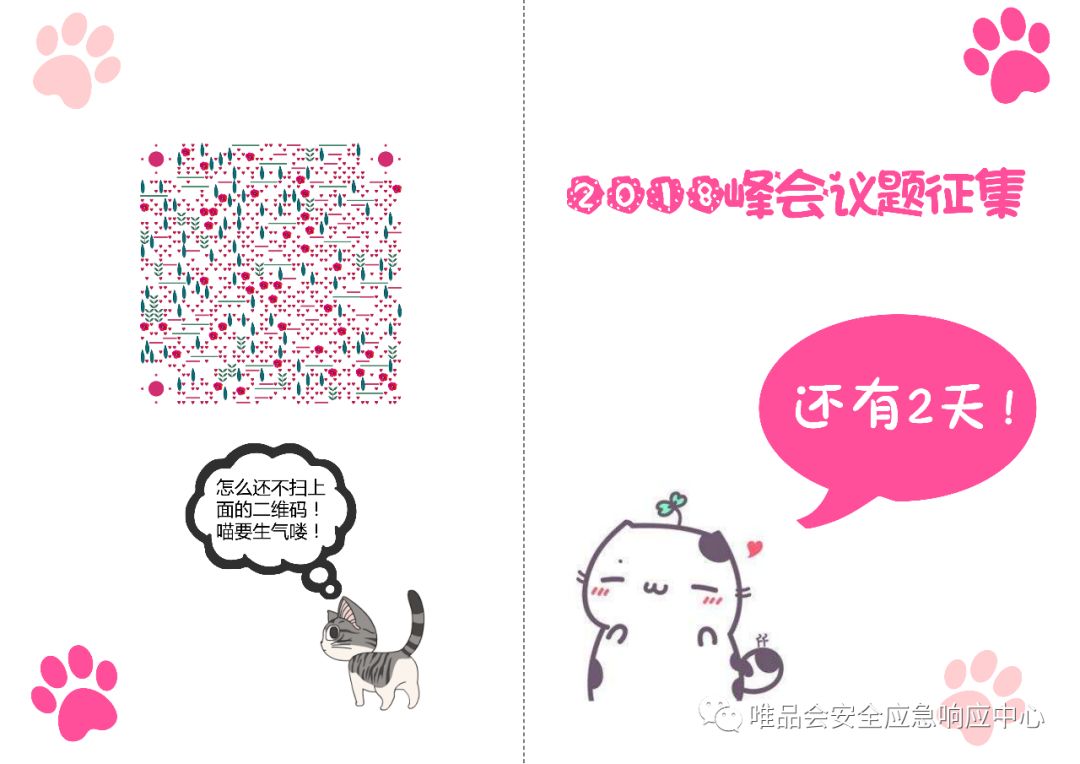 怎么还不扫上
面的二维码！
喵要生气喽！
2018峰会议题征集
还有2天！
唯品会安全应急响应中心